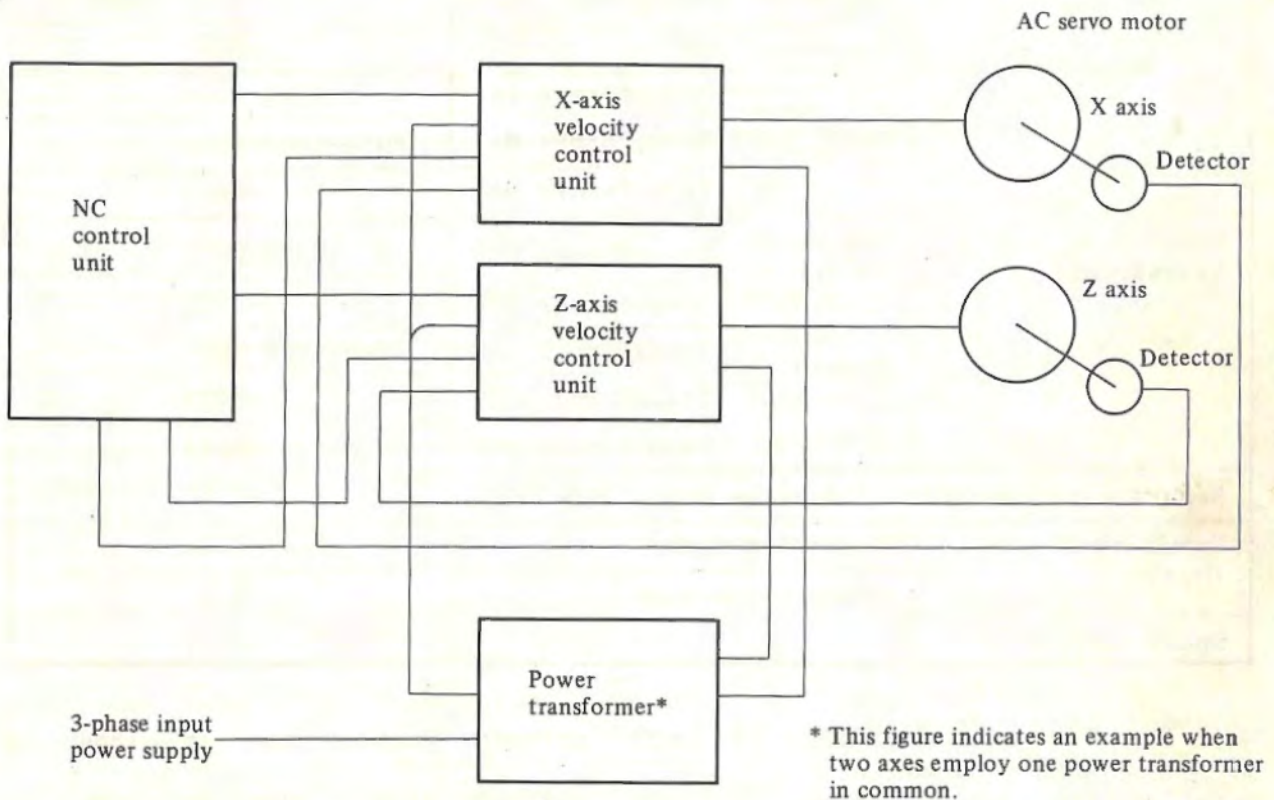 AC servo motor
NC
control
unit
X-axis
velocity
control
unit
X axis
Detector
Z-axis
velocity
control
unit
Z axis
Detector
Power
transformer*
3-phase input
power supply
* This figure indicates an example when
two axes employ one power transformer
in common.